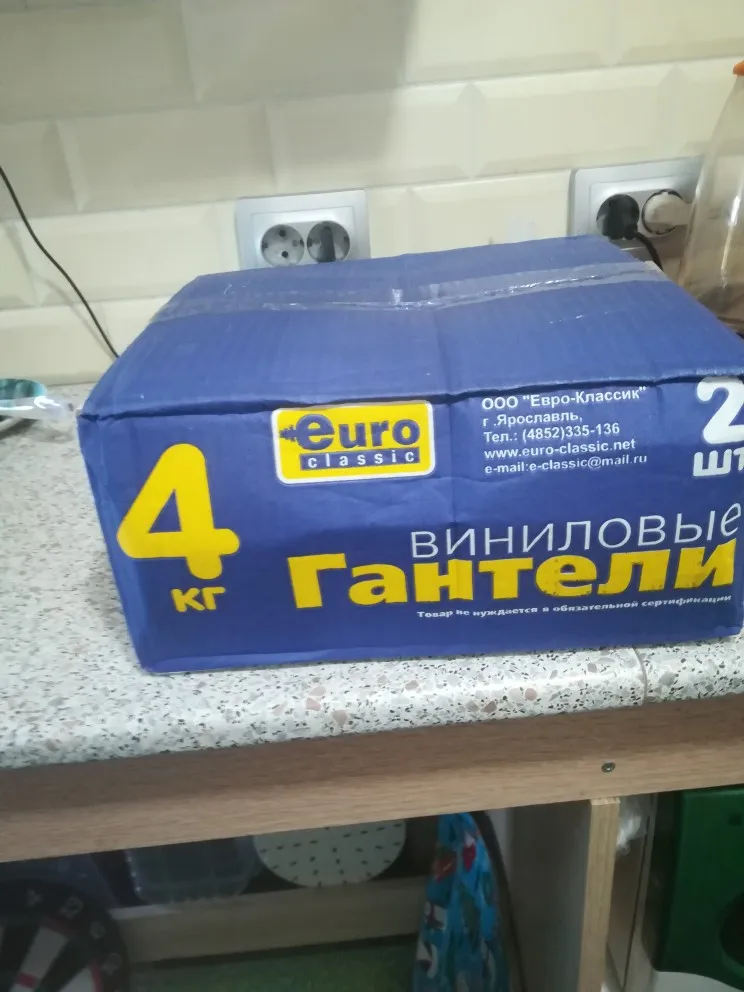 4
кг
euro
classic
ООО "Евро-Классик"
г .Ярославль,
Тел.: (4852)335-136
www.euro-classic.net
e-mail:e-classic@mail.ru
2
шт
ВИНИЛОВЫе
Гантели
Товар не нуждается в обязательной сертификации